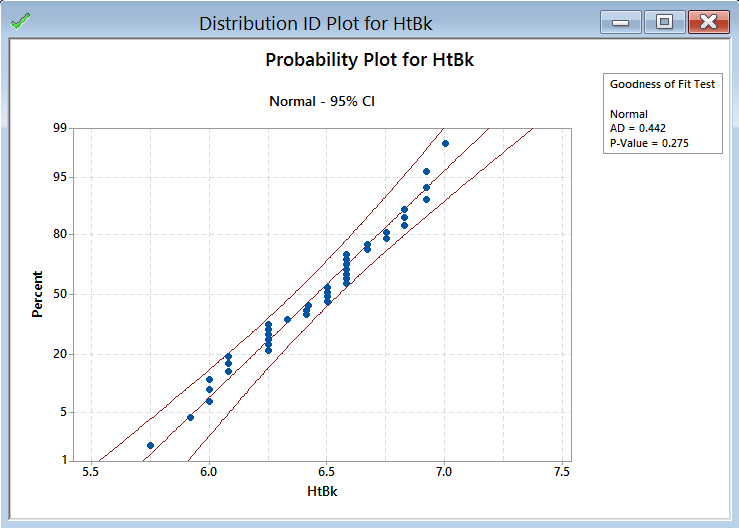 Distribution ID Plot for HtBk
Probability Plot for HtBk
Normal - 95% CI
Goodness of Fit Test
Normal
AD = 0.442
P-Value = 0.275
99
95
80
50
20
5
1
Percent
5.5 6.0 6.5 7.0 7.5
HtBk